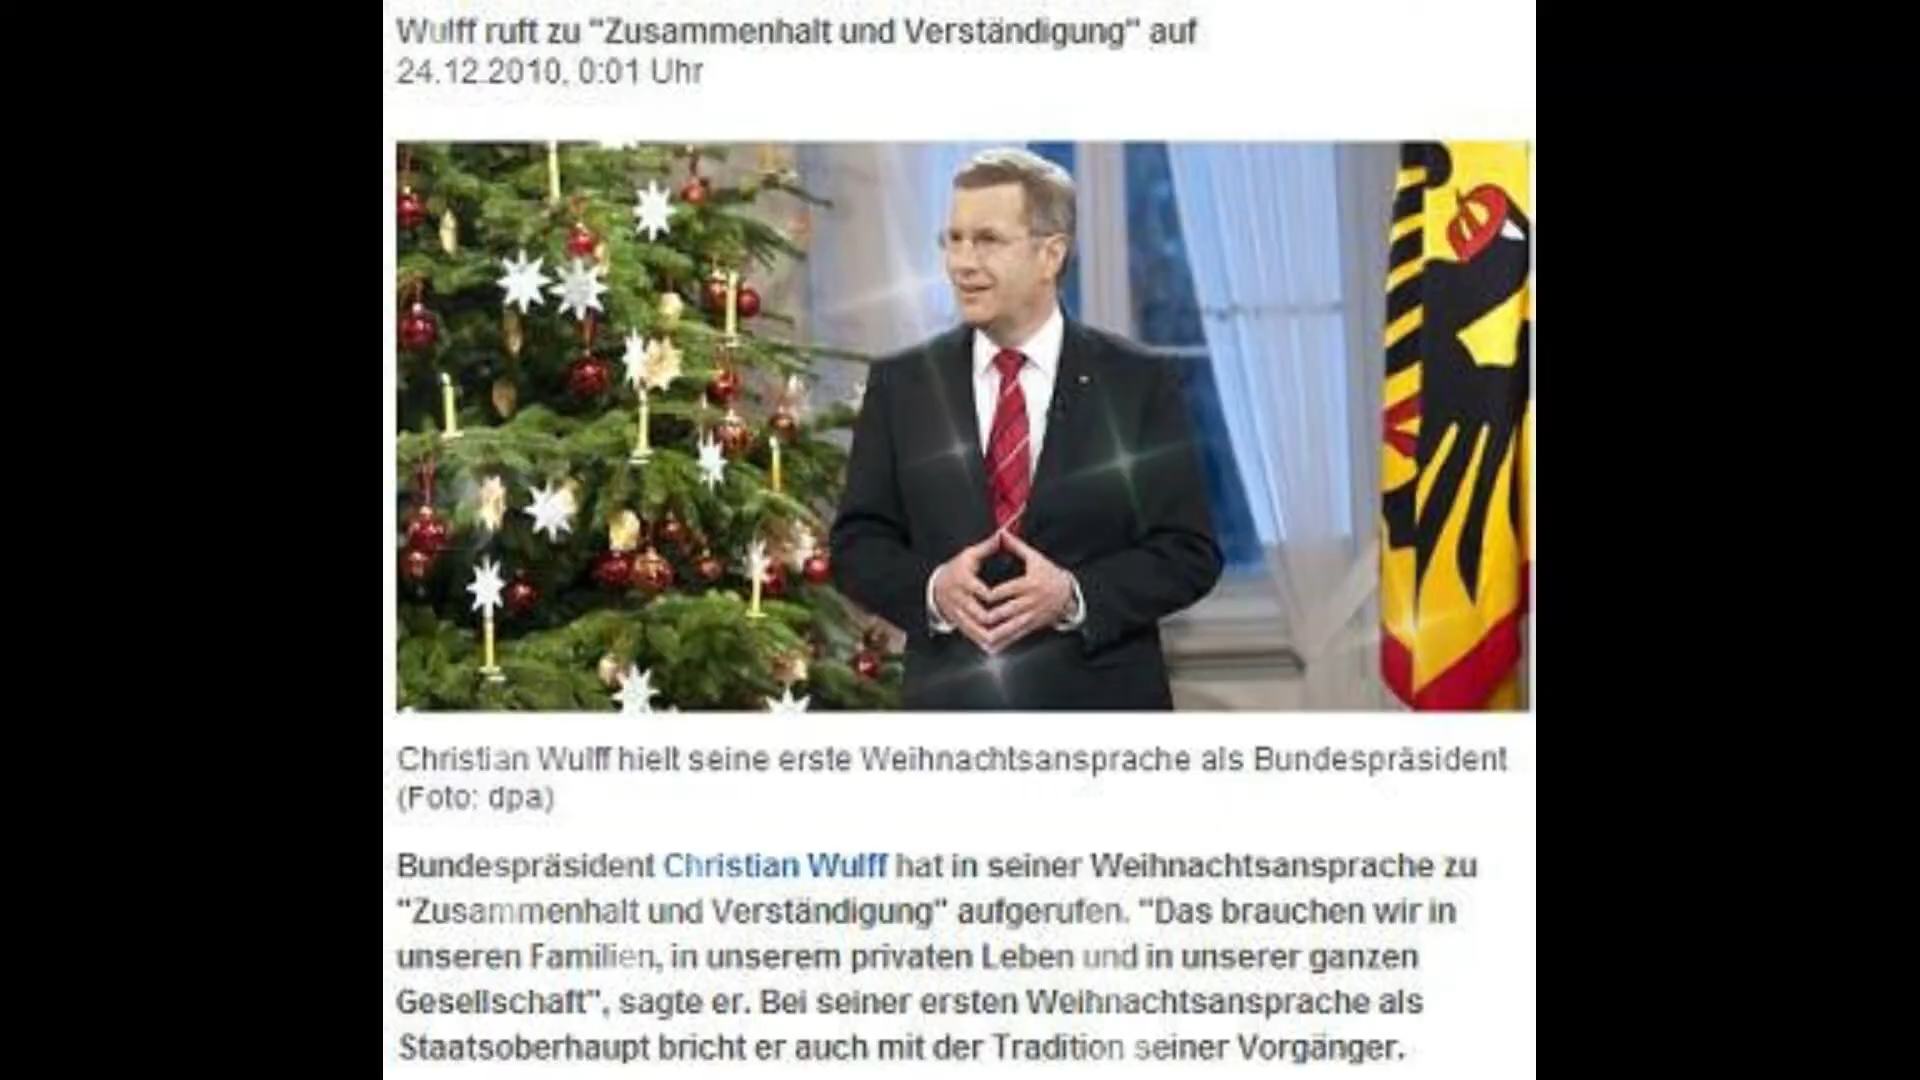 Wulff ruft zu "Zusammenhalt und Verständigung" auf
24.12.2010, 0:01 Uhr
Christian Wulff hielt seine erste Weihnachtsansprache als Bundespräsident
(Foto: dpa)
Bundespräsident Christian Wulff hat in seiner Weihnachtsansprache zu
"Zusammenhalt und Verständigung" aufgerufen. "Das brauchen wir in
unseren Familien, in unserem privaten Leben und in unserer ganzen
Gesellschaft", sagte er. Bei seiner ersten Weihnachtsansprache als
Staatsoberhaupt bricht er auch mit der Tradition seiner Vorgänger.